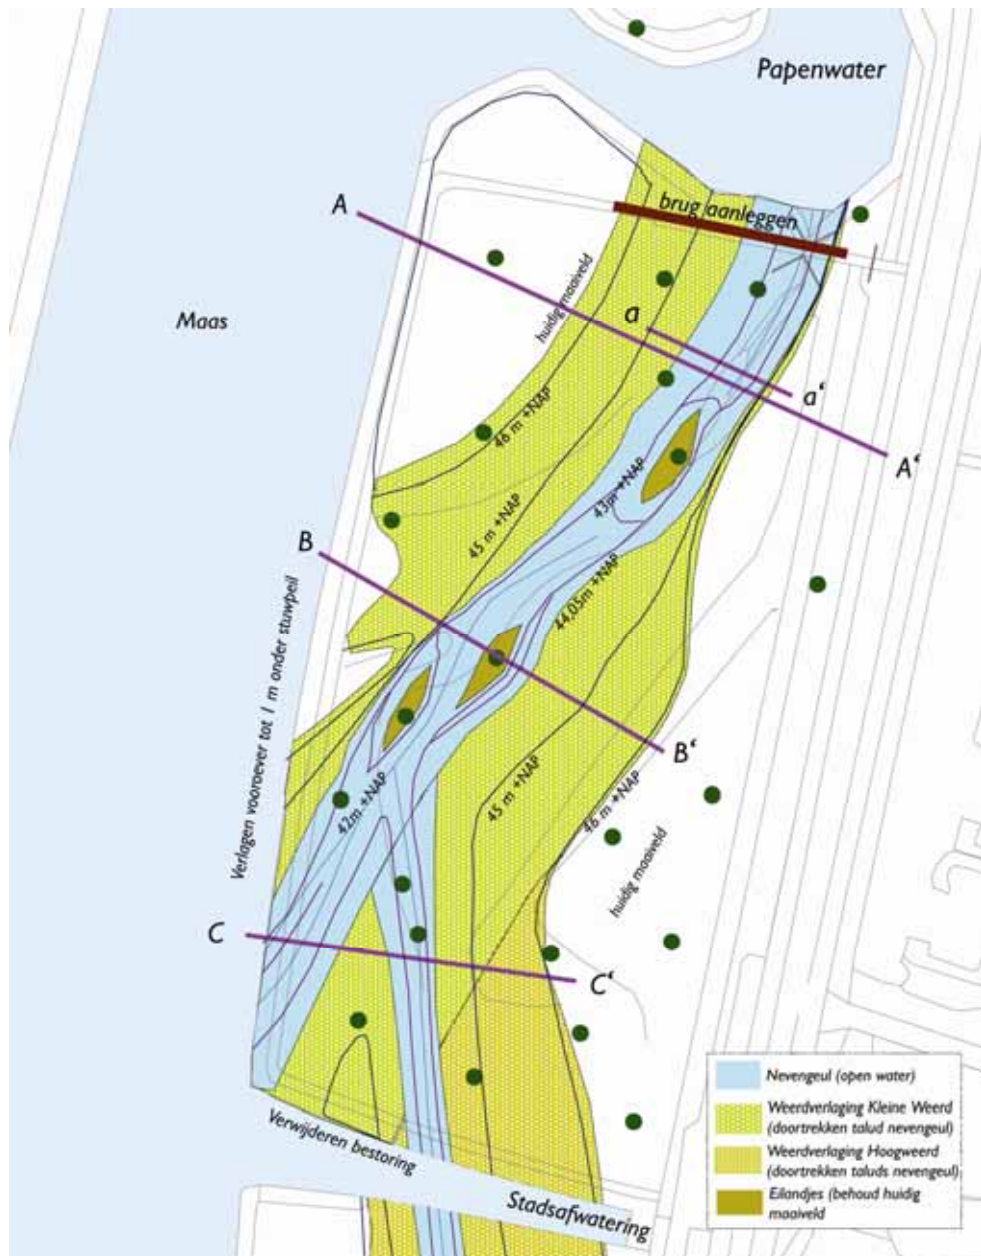 Papenwater
A
brug aanleggen
huidig maaiveld
Maas
a
a'
A'
46 m +NAP
43m +NAP
45 m +NAP
B
44,05m +NAP
Verlagen vooroever tot 1 m onder stuwpeil
B'
45 m +NAP
42m +NAP
46 m +NAP
huidig maaiveld
C
C'
Nevengeul (open water)
Weerdverlaging Kleine Weerd
(doortrekken talud nevengeul)
Weerdverlaging Hoogweerd
(doortrekken taluds nevengeul)
Eilandjes (behoud huidig
maaiveld
Verwijderen bestoring
Stadsafwatering